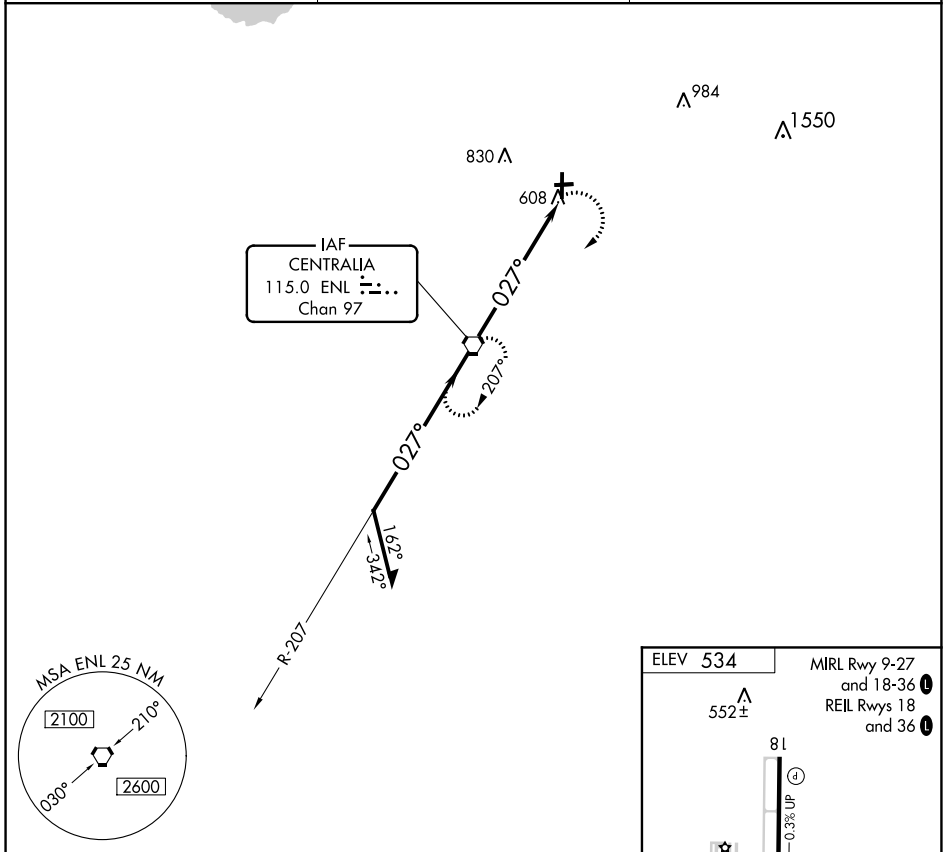 984
1550
830
608
IAF
CENTRALIA
115.0 ENL
Chan 97
027°
207°
027°
162°
342°
R-207
MSA ENL 25 NM
2100
210°
030°
2600
ELEV 534
MIRL Rwy 9-27
and 18-36 L
REIL Rwys 18
and 36 L
552±
18
P
0.3% UP